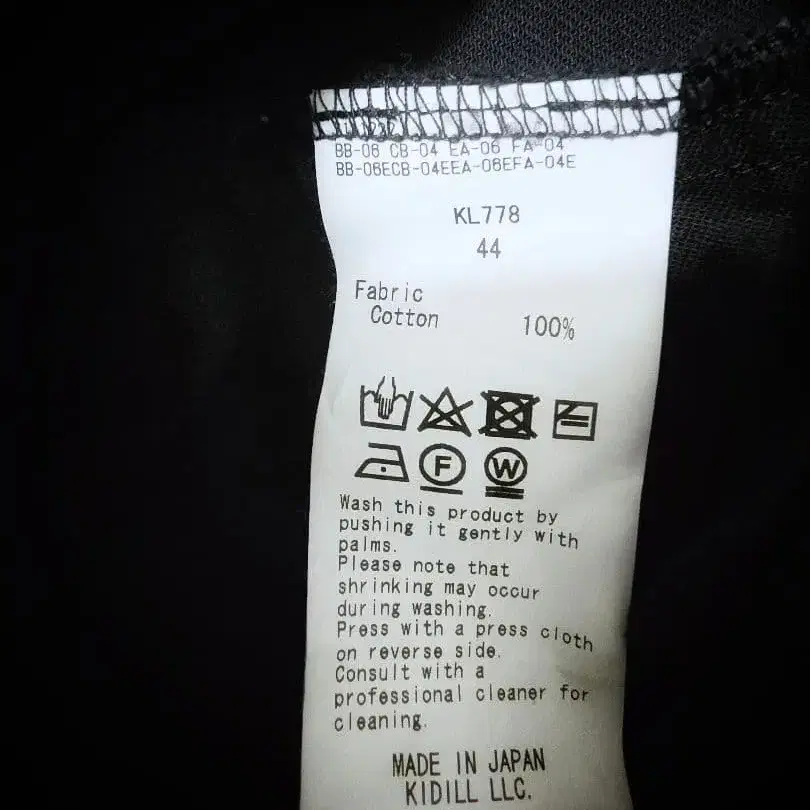 BB-06 CB-04 EA-06 FA-04
BB-06ECB-04EEA-06EFA-04E
KL778
44
Fabric
Cotton 100%
F W
Wash this product by
pushing it gently with
palms.
Please note that
shrinking may occur
during washing.
Press with a press cloth
on reverse side.
Consult with a
professional cleaner for
cleaning.
MADE IN JAPAN
KIDILL LLC.